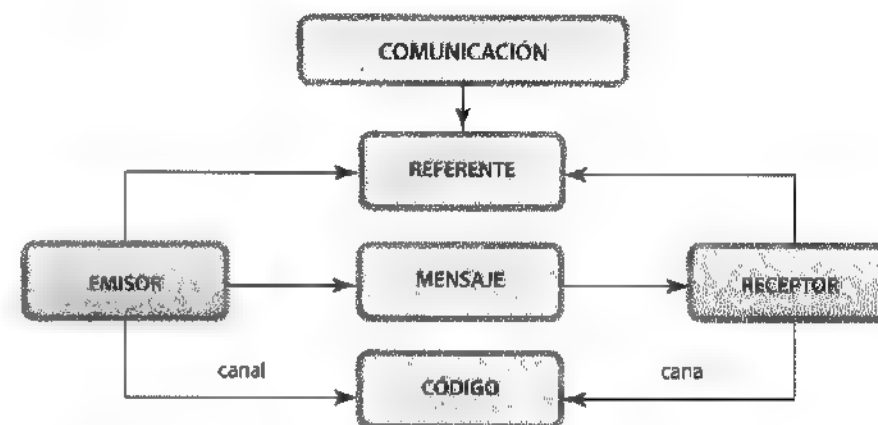 COMUNICACIÓN
REFERENTE
EMISOR
MENSAJE
RECEPTOR
canal
CÓDIGO
cana